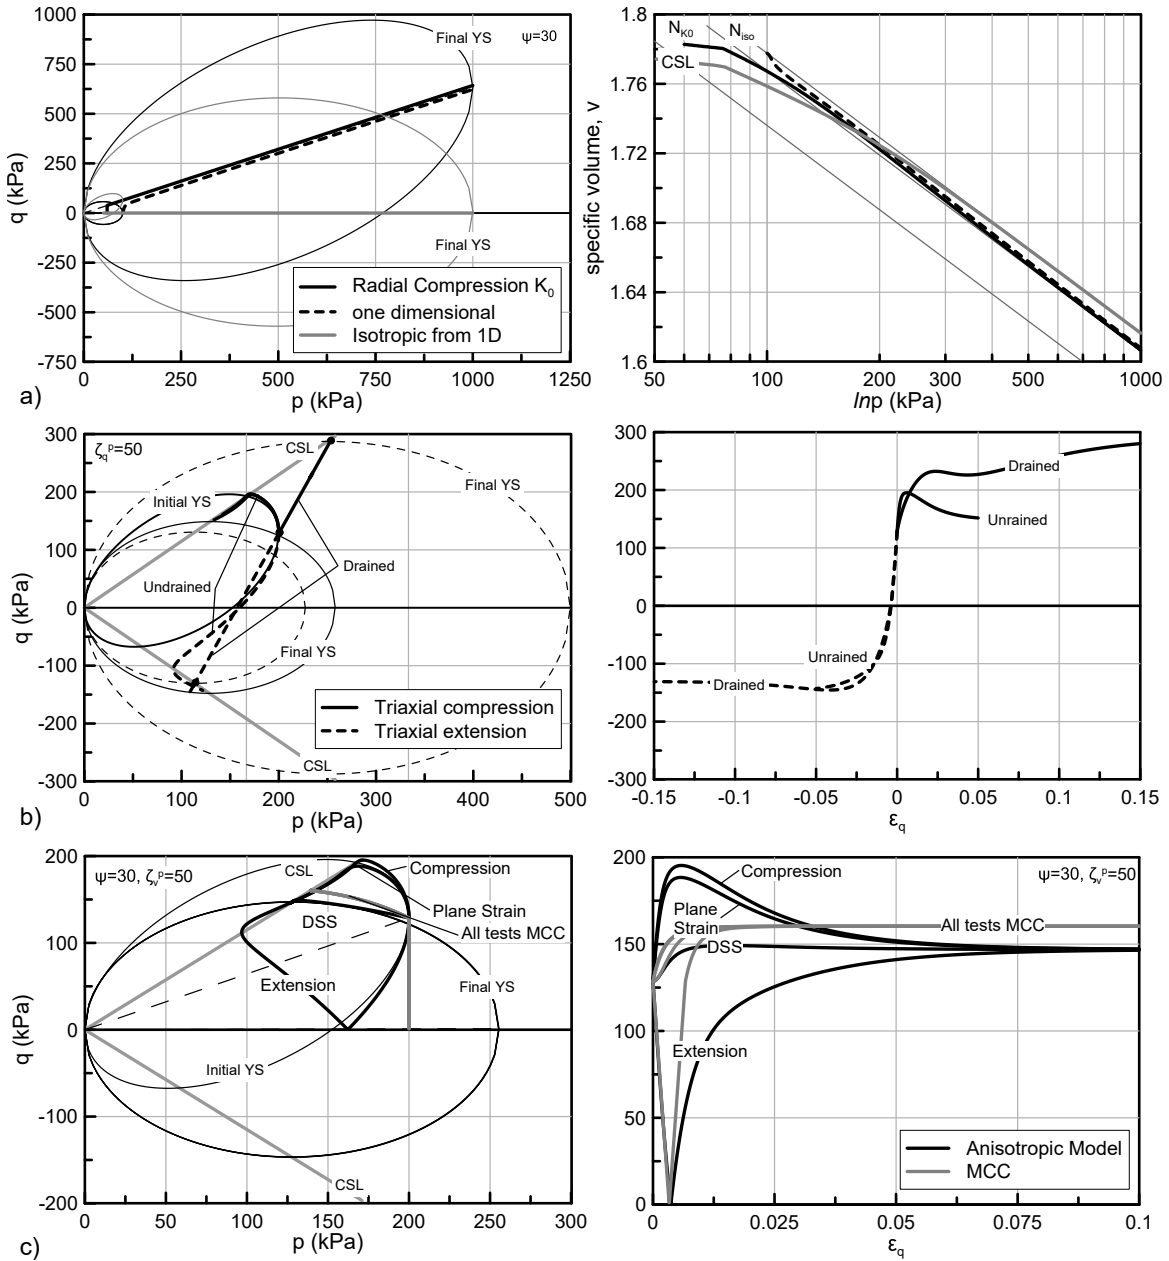 1000
750
500
250
0
-250
-500
-750
q (kPa)
0
250
500
750
1000
1250
p (kPa)
Final YS
ψ=30
Final YS
Radial Compression K0
one dimensional
Isotropic from 1D
a)
1.8
1.76
1.72
1.68
1.64
1.6
specific volume, v
NK0
Niso
CSL
50
100
200
300
500
1000
lnp (kPa)
300
200
100
0
-100
-200
-300
q (kPa)
ζqp=50
CSL
Initial YS
Final YS
Undrained
Drained
Final YS
Triaxial compression
Triaxial extension
CSL
0
100
200
300
400
500
p (kPa)
b)
300
200
100
0
-100
-200
-300
Drained
Unrained
Unrained
Drained
-0.15
-0.1
-0.05
0
0.05
0.1
0.15
εq
200
100
0
-100
-200
q (kPa)
ψ=30, ζvp=50
CSL
Compression
Plane Strain
DSS
All tests MCC
Extension
Final YS
Initial YS
CSL
0
50
100
150
200
250
300
p (kPa)
c)
200
150
100
50
0
Compression
ψ=30, ζvp=50
Plane
Strain
All tests MCC
DSS
Extension
Anisotropic Model
MCC
0
0.025
0.05
0.075
0.1
εq